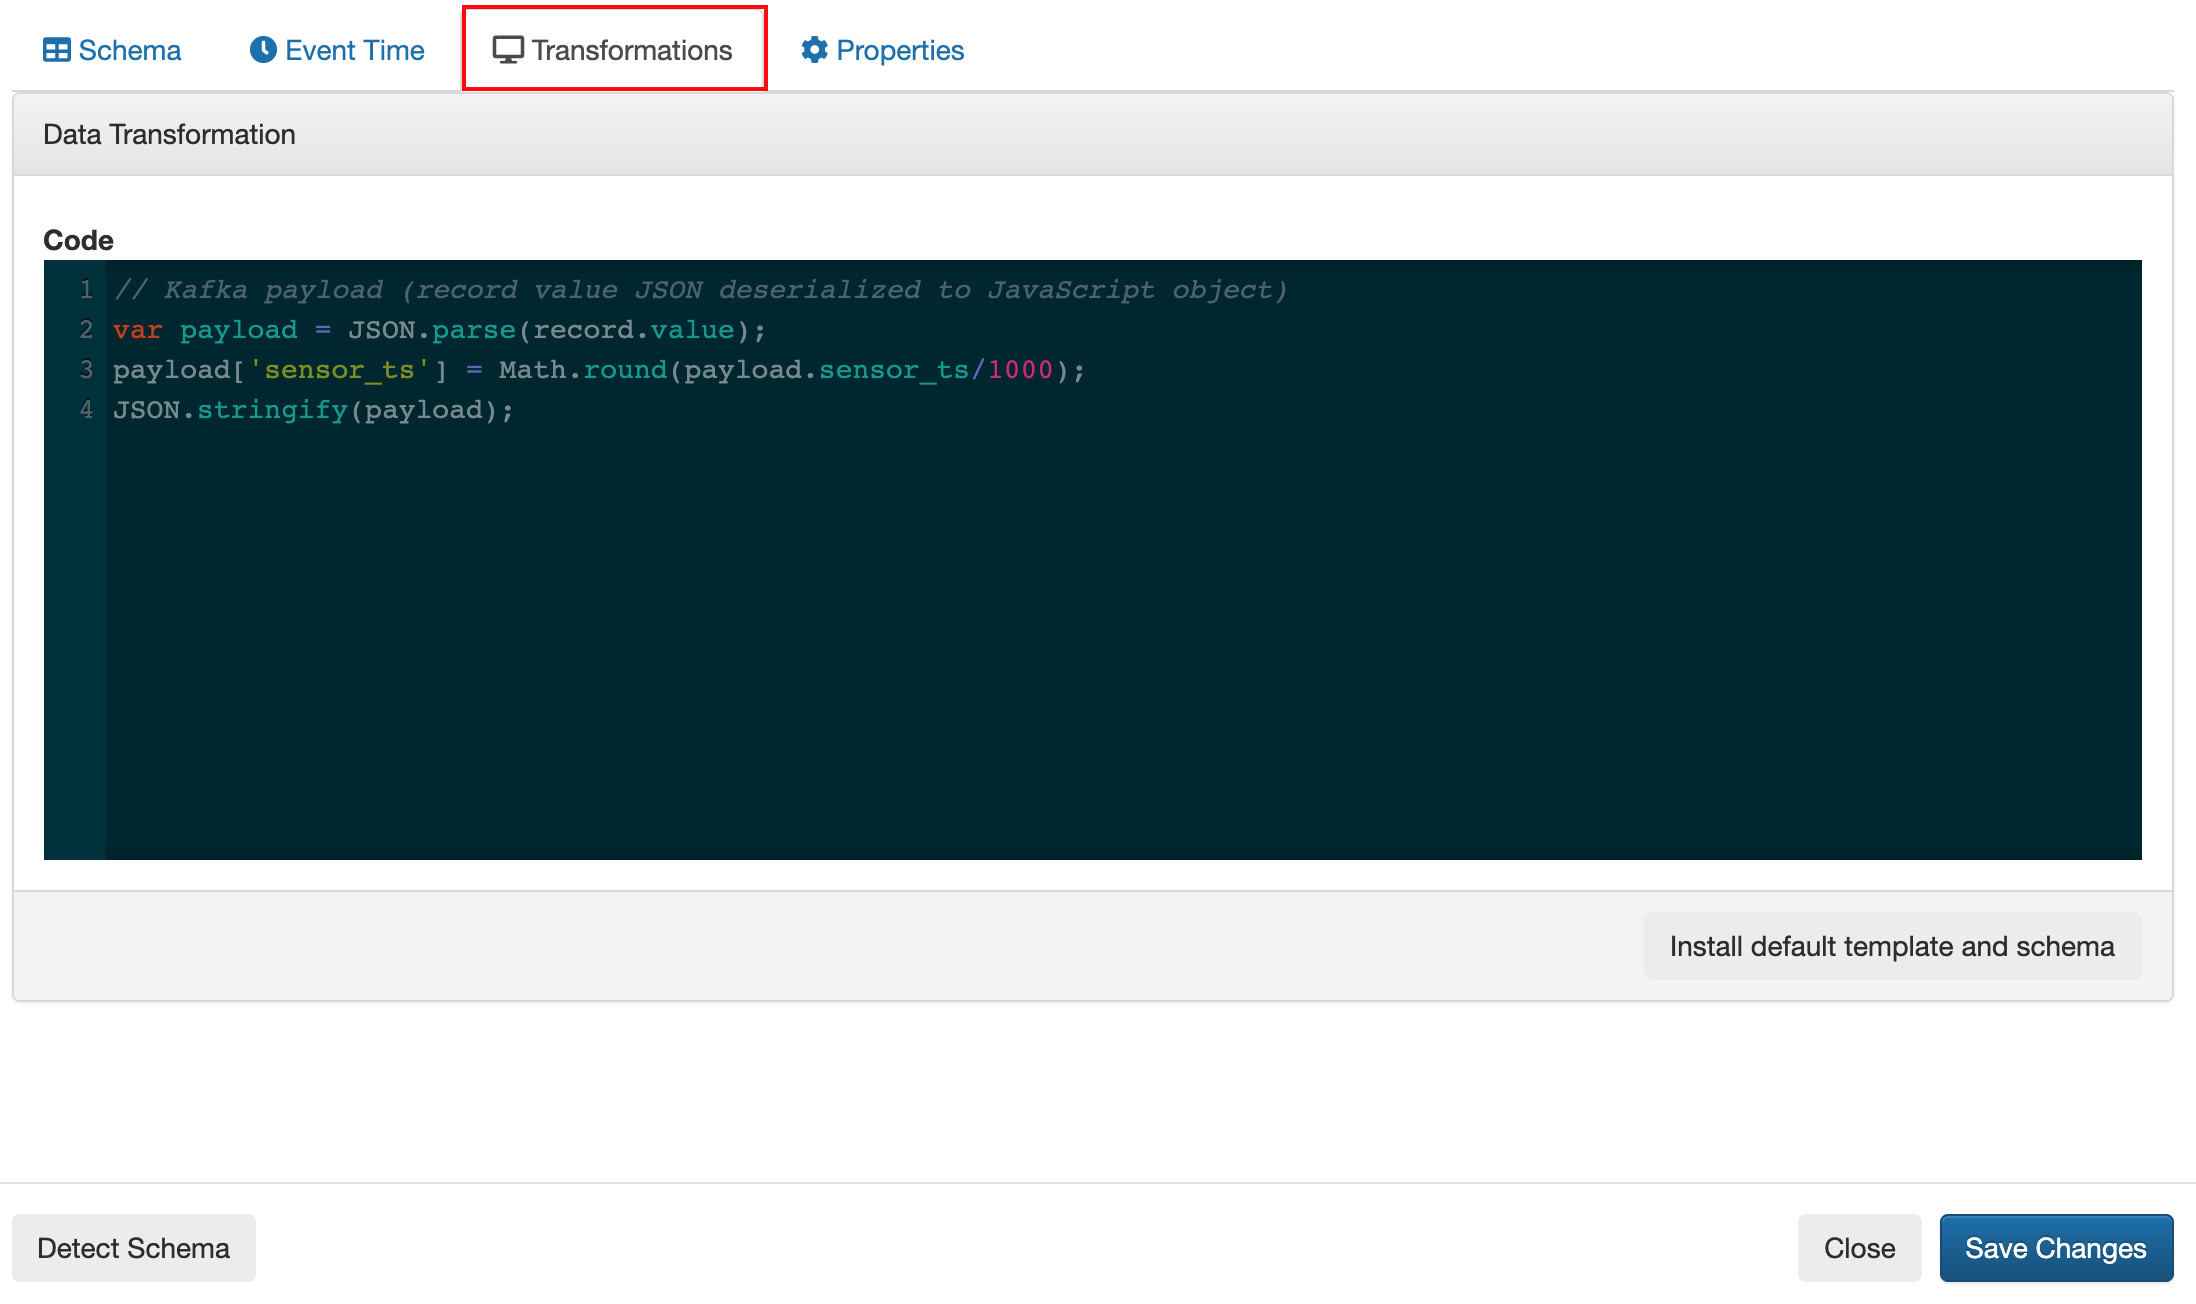 Schema Event Time Transformations Properties
Data Transformation
Code
1 // Kafka payload (record value JSON deserialized to JavaScript object)
2 var payload = JSON.parse(record.value);
3 payload['sensor_ts'] = Math.round(payload.sensor_ts/1000);
4 JSON.stringify(payload);
Install default template and schema
Detect Schema Close Save Changes